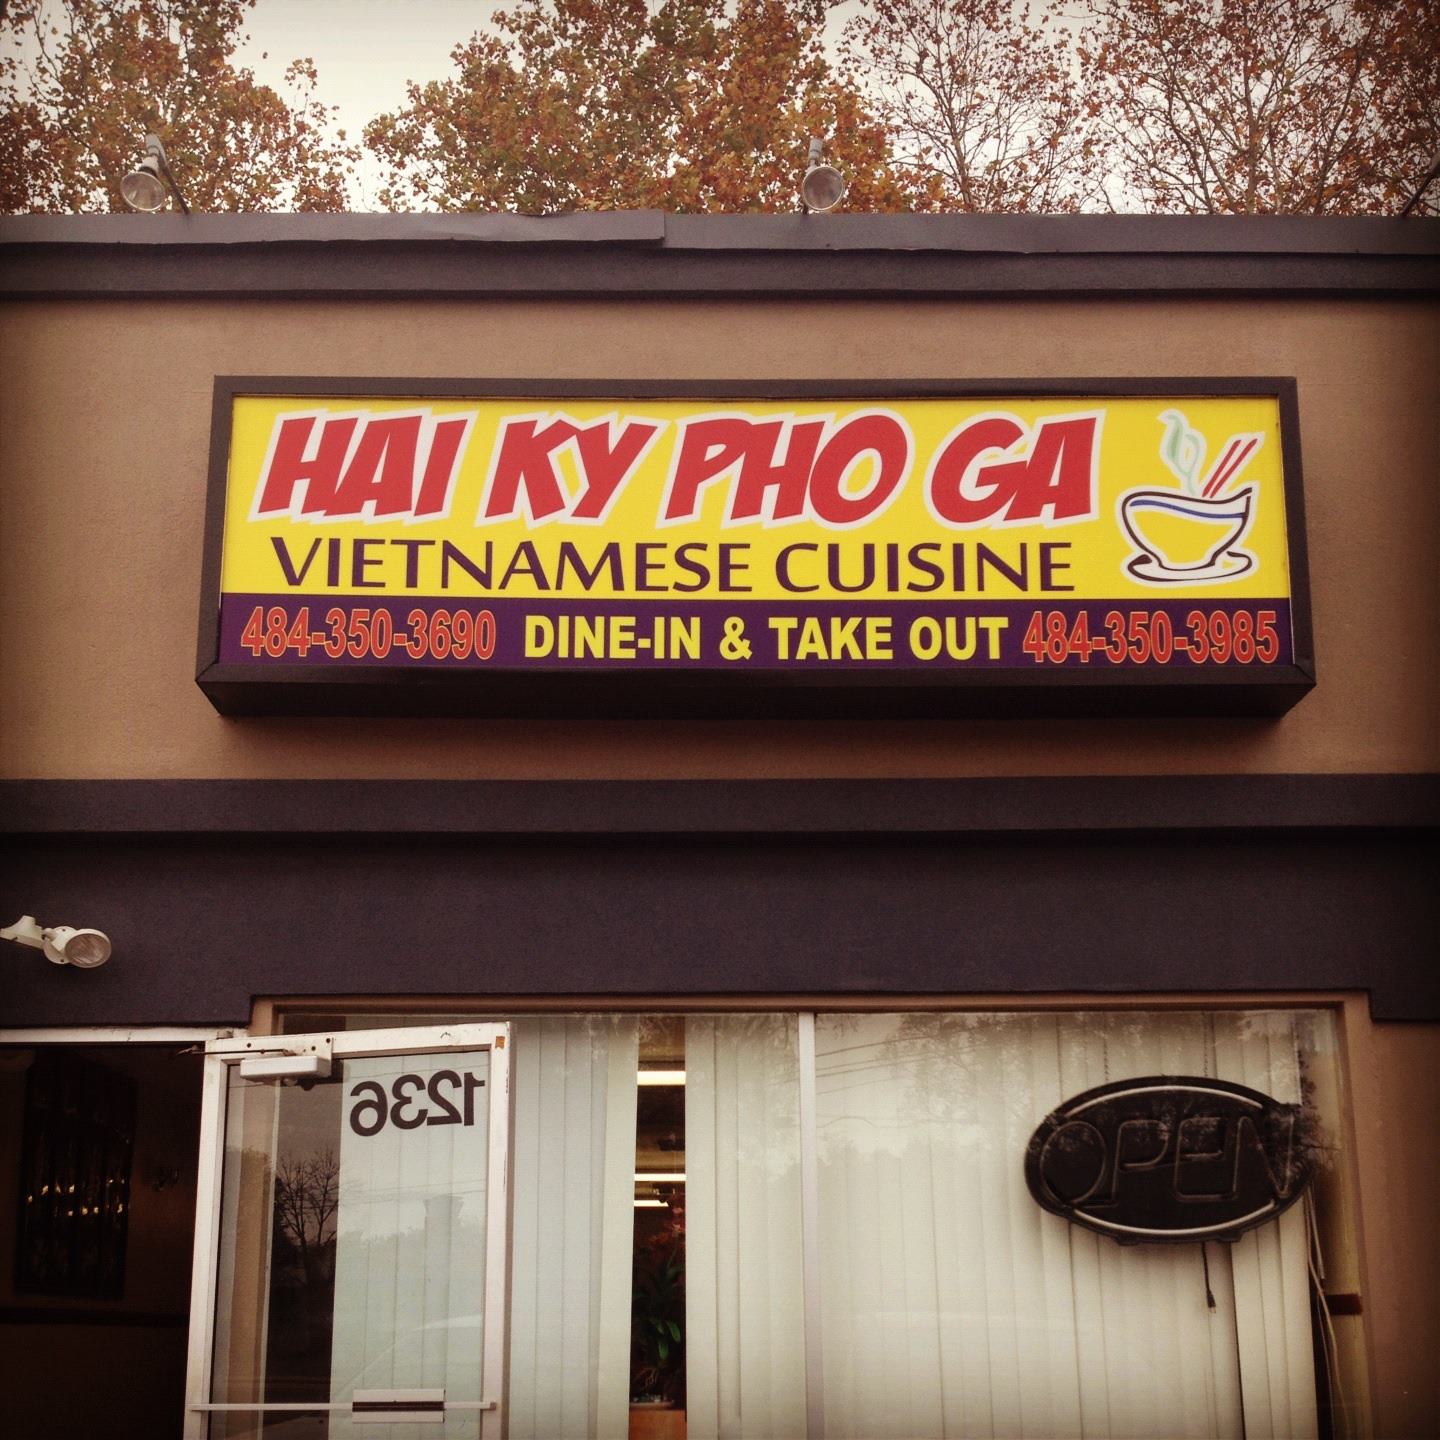 HAI KY PHO GA
VIETNAMESE CUISINE
484-350-3690 DINE-IN & TAKE OUT 484-350-3985
1236
OPEN